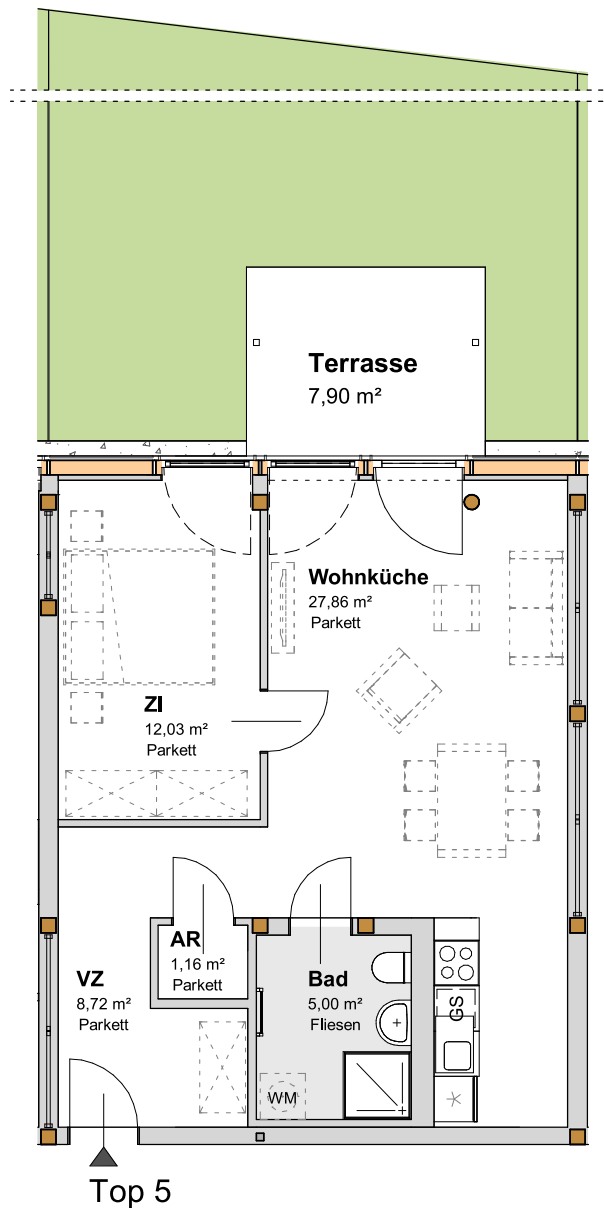 Terrasse
7,90 m²
Wohnküche
27,86 m²
Parkett
ZI
12,03 m²
Parkett
AR
1,16 m²
Parkett
VZ
8,72 m²
Parkett
Bad
5,00 m²
Fliesen
GS
WM
Top 5